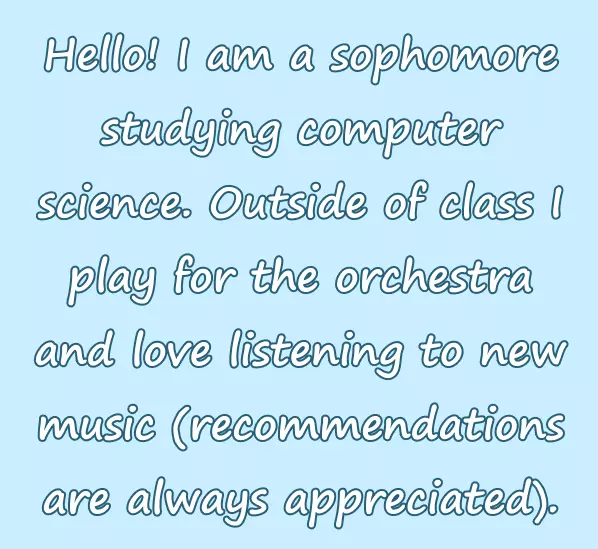 Hello! I am a sophomore
studying computer
science. Outside of class I
play for the orchestra
and love listening to new
music (recommendations
are always appreciated).